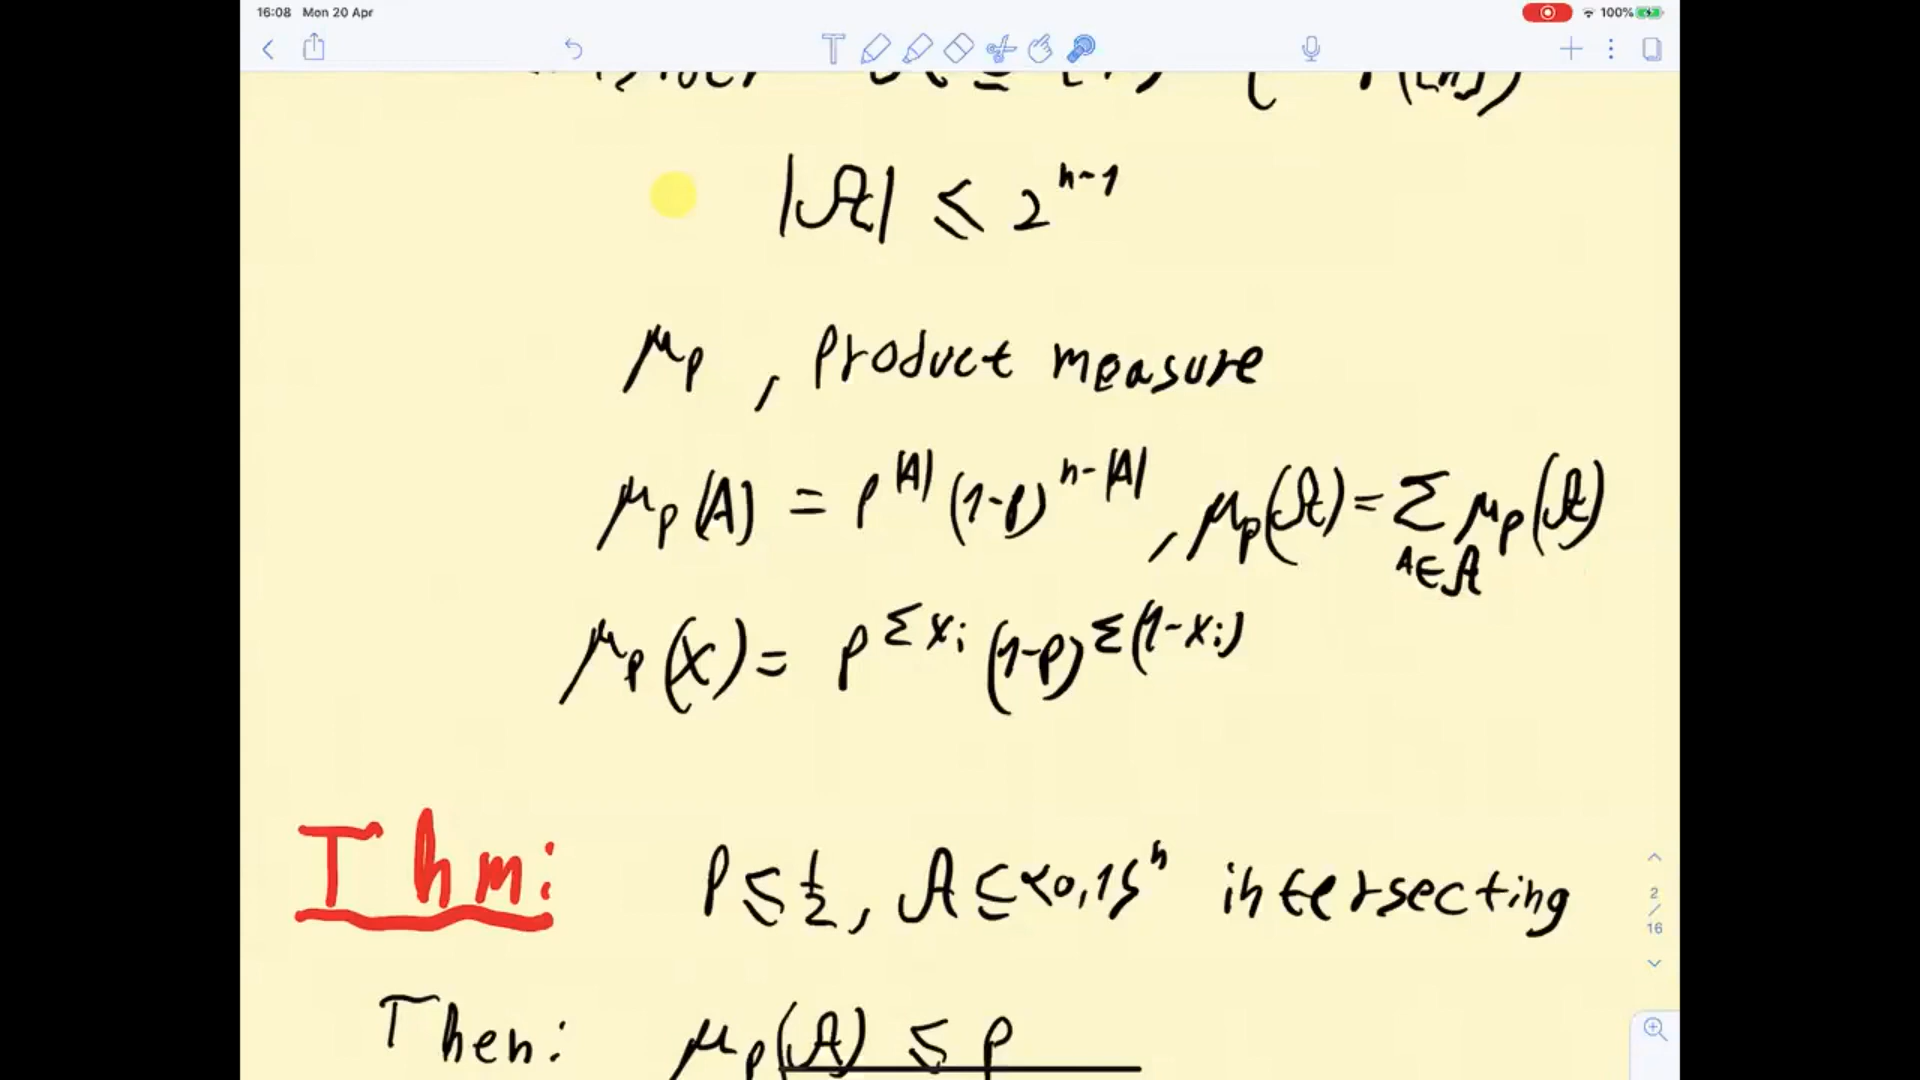 16:08 Mon 20 Apr 100%
P([n])
|𝒜| ≤ 2^{n-1}
μ_p , product measure
μ_p(A) = p^{|A|} (1-p)^{n-|A|} , μ_p(𝒜) = Σ_{A∈𝒜} μ_p(𝒜)
μ_p(x) = p^{Σ x_i} (1-p)^{Σ(1-x_i)}
Thm: p ≤ 1/2, 𝒜 ⊆ {0,1}^n intersecting
2 / 16
Then: μ_p(𝒜) ≤ p